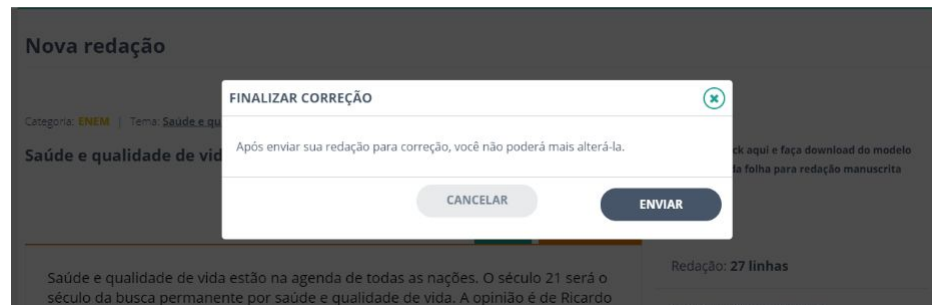 Nova redação
FINALIZAR CORREÇÃO
Categoria: ENEM | Tema: Saúde e qu
Após enviar sua redação para correção, você não poderá mais alterá-la.
Saúde e qualidade de vid
ck aqui e faça download do modelo
la folha para redação manuscrita
CANCELAR
ENVIAR
Redação: 27 linhas
Saúde e qualidade de vida estão na agenda de todas as nações. O século 21 será o
século da busca permanente por saúde e qualidade de vida. A opinião é de Ricardo